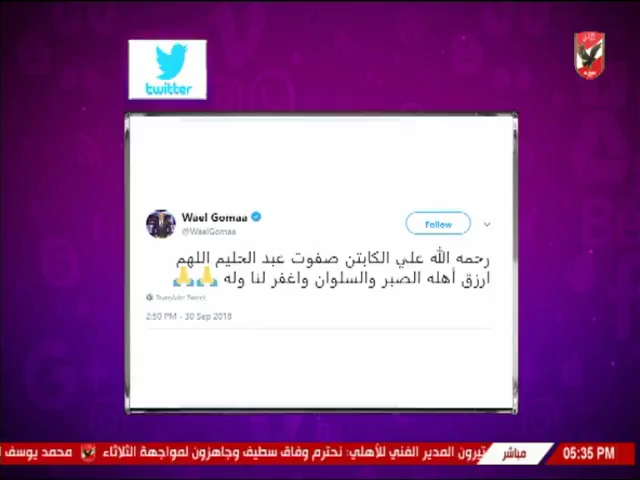 twitter
Wael Gomaa
@WaelGomaa
Follow
رحمه الله علي الكابتن صفوت عبد الحليم اللهم
ارزق أهله الصبر والسلوان واغفر لنا وله 🙏🙏
Translate Tweet
2:50 PM - 30 Sep 2018
05:35 PM
مباشر
تيرون المدير الفني للأهلي: نحترم وفاق سطيف وجاهزون لمواجهة الثلاثاء
محمد يوسف